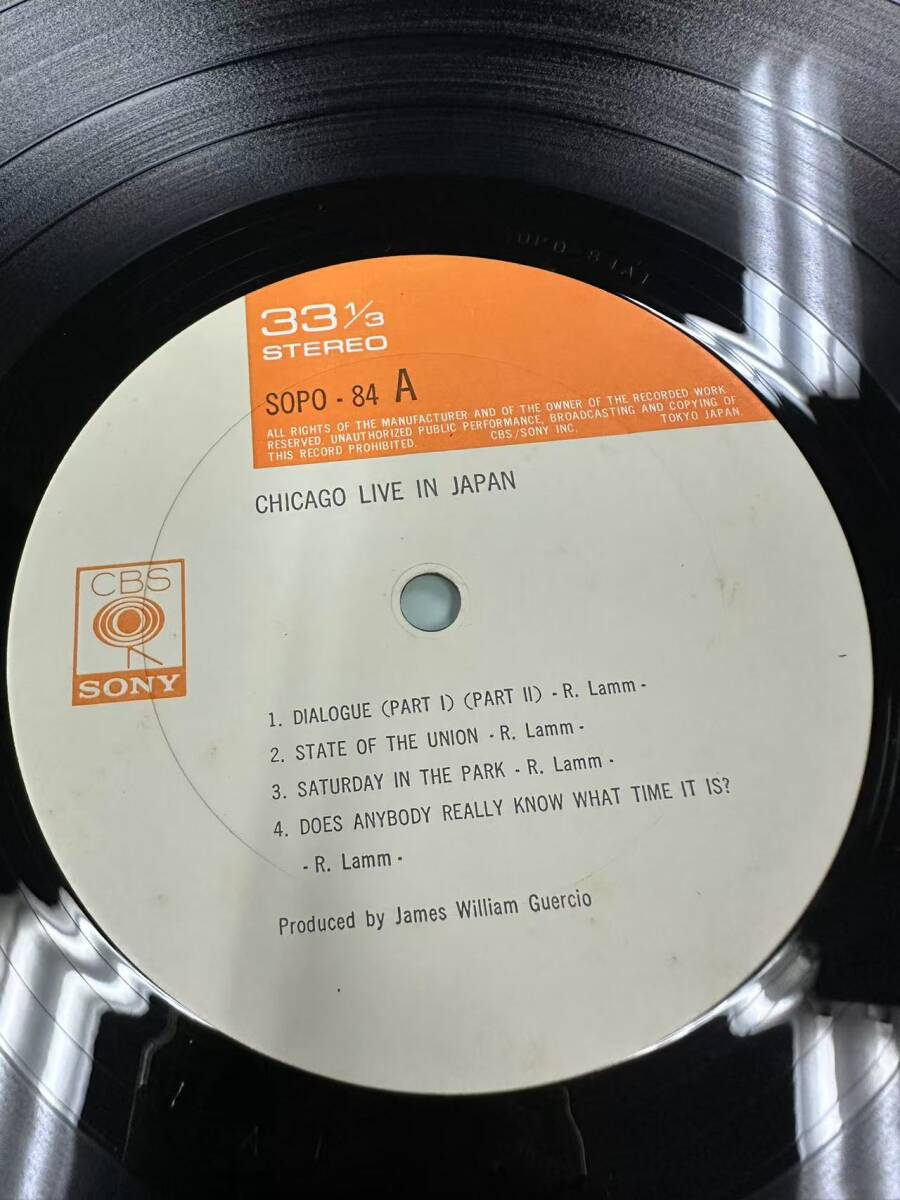 33 1/3
STEREO
SOPO - 84 A
ALL RIGHTS OF THE MANUFACTURER AND OF THE OWNER OF THE RECORDED WORK
RESERVED. UNAUTHORIZED PUBLIC PERFORMANCE, BROADCASTING AND COPYING OF
THIS RECORD PROHIBITED. CBS/SONY INC. TOKYO JAPAN
CHICAGO LIVE IN JAPAN
CBS
SONY
1. DIALOGUE (PART I) (PART II) - R. Lamm -
2. STATE OF THE UNION - R. Lamm -
3. SATURDAY IN THE PARK - R. Lamm -
4. DOES ANYBODY REALLY KNOW WHAT TIME IT IS?
- R. Lamm -
Produced by James William Guercio